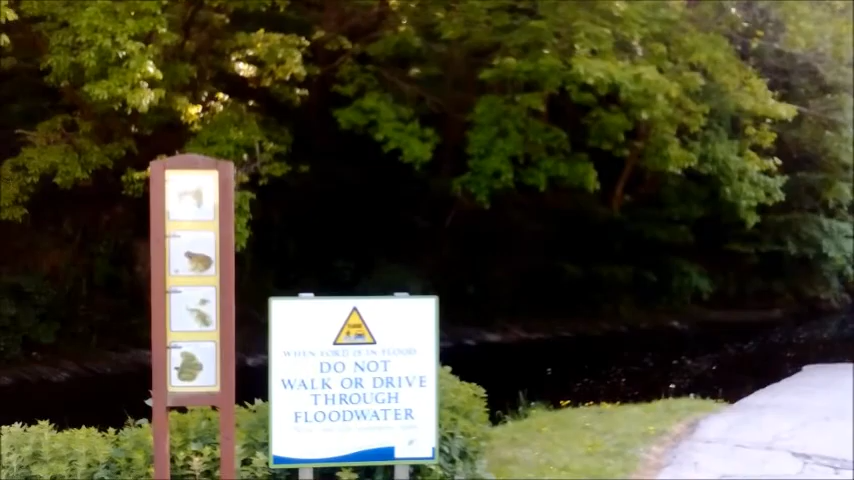 WHEN FORD IS IN FLOOD
DO NOT
WALK OR DRIVE
THROUGH
FLOODWATER